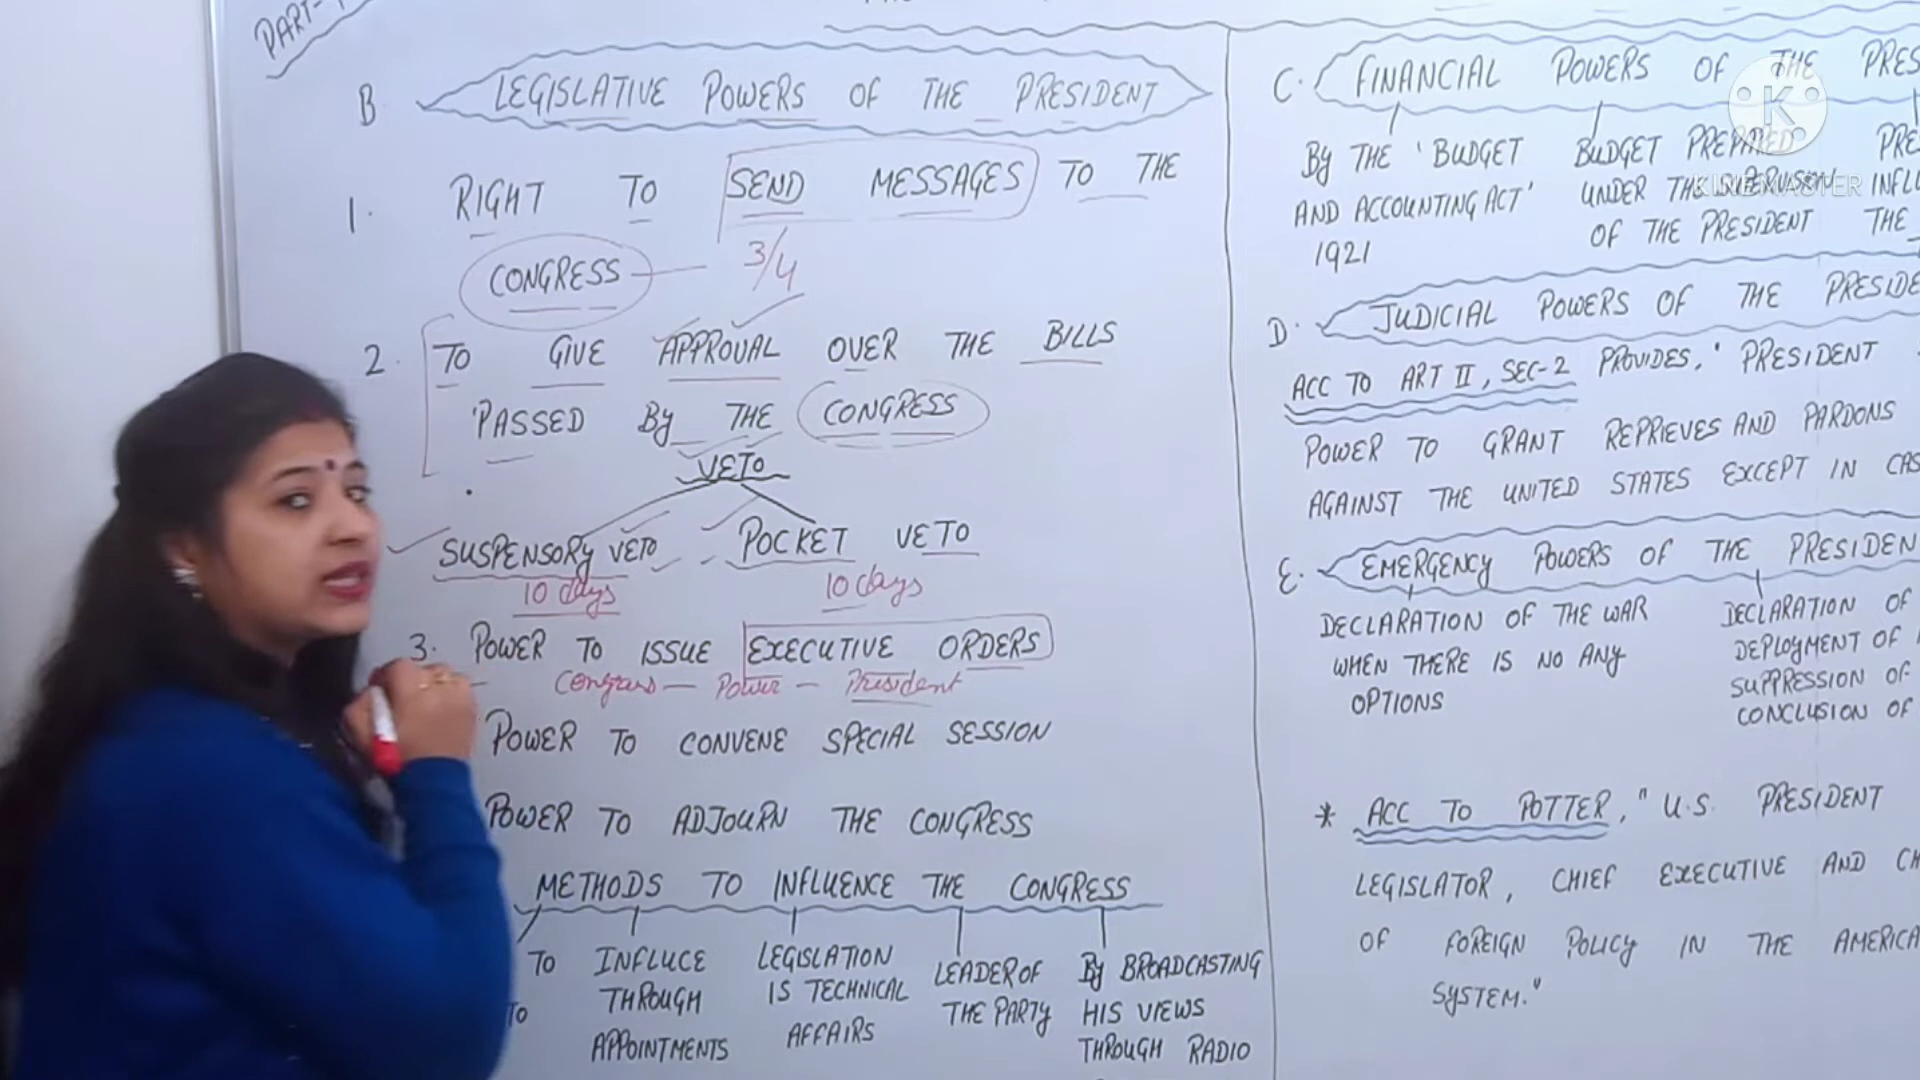 PART-
B LEGISLATIVE POWERS OF THE PRESIDENT
1. RIGHT TO SEND MESSAGES TO THE
CONGRESS 3/4
2. TO GIVE APPROVAL OVER THE BILLS
'PASSED BY THE CONGRESS
VETO
SUSPENSORY VETO POCKET VETO
10 days 10 days
3. POWER TO ISSUE EXECUTIVE ORDERS
Congress — Power — President
POWER TO CONVENE SPECIAL SESSION
POWER TO ADJOURN THE CONGRESS
METHODS TO INFLUENCE THE CONGRESS
TO
TO
INFLUCE
THROUGH
APPOINTMENTS
LEGISLATION
IS TECHNICAL
AFFAIRS
LEADER OF
THE PARTY
By BROADCASTING
HIS VIEWS
THROUGH RADIO
C. FINANCIAL POWERS OF THE PRES
By THE 'BUDGET
AND ACCOUNTING ACT'
1921
BUDGET PREPARED
UNDER THE SUPERVISION
OF THE PRESIDENT
PRE
INFLU
THE
D. JUDICIAL POWERS OF THE PRESIDE
ACC TO ART II, SEC-2 PROVIDES, ' PRESIDENT
POWER TO GRANT REPRIEVES AND PARDONS
AGAINST THE UNITED STATES EXCEPT IN CAS
E. EMERGENCY POWERS OF THE PRESIDEN
DECLARATION OF THE WAR
WHEN THERE IS NO ANY
OPTIONS
DECLARATION OF
DEPLOYMENT OF
SUPPRESSION OF
CONCLUSION OF
* ACC TO POTTER, " U.S. PRESIDENT
LEGISLATOR, CHIEF EXECUTIVE AND CH
OF FOREIGN POLICY IN THE AMERICA
SYSTEM."
K
KINEMASTER